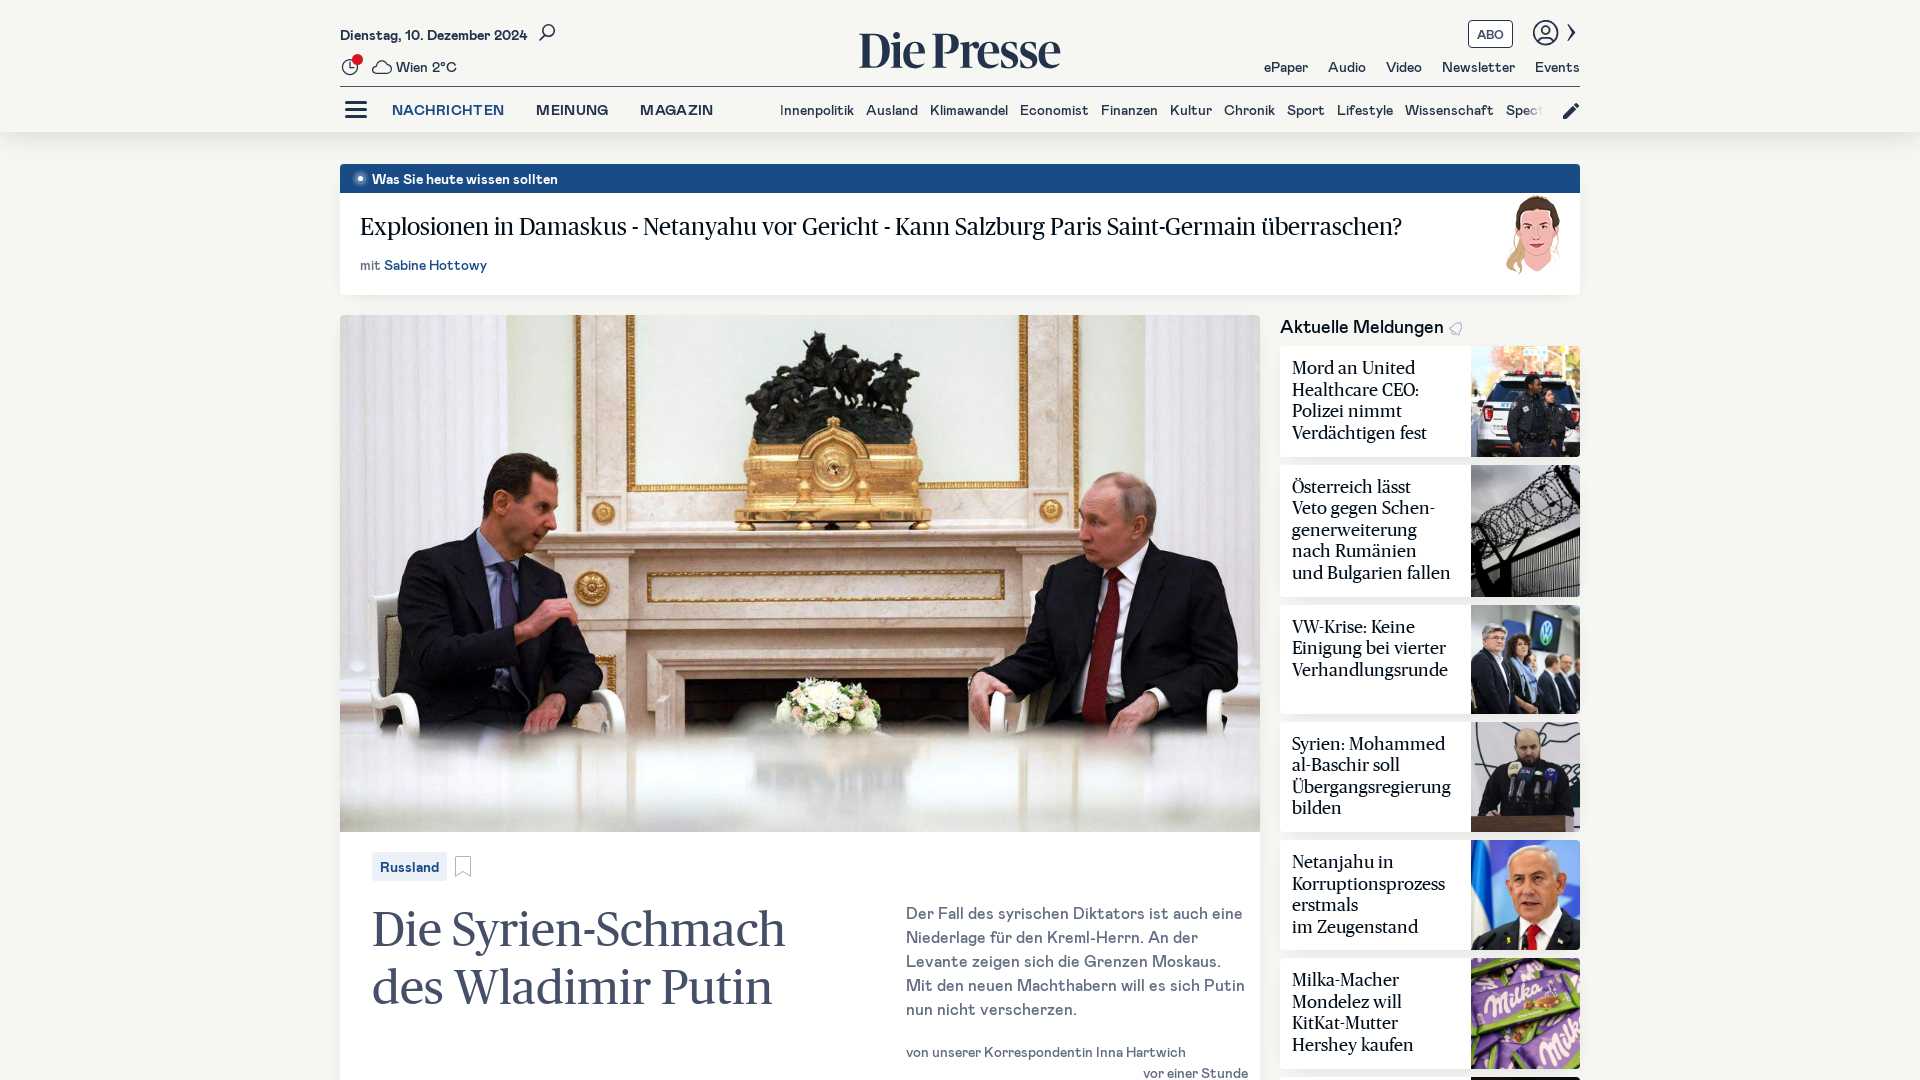 Dienstag, 10. Dezember 2024
Wien 2°C
Die Presse
ABO
ePaper Audio Video Newsletter Events
NACHRICHTEN MEINUNG MAGAZIN
Innenpolitik Ausland Klimawandel Economist Finanzen Kultur Chronik Sport Lifestyle Wissenschaft Spect
Was Sie heute wissen sollten
Explosionen in Damaskus - Netanyahu vor Gericht - Kann Salzburg Paris Saint-Germain überraschen?
mit Sabine Hottowy
Russland
Die Syrien-Schmach
des Wladimir Putin
Der Fall des syrischen Diktators ist auch eine
Niederlage für den Kreml-Herrn. An der
Levante zeigen sich die Grenzen Moskaus.
Mit den neuen Machthabern will es sich Putin
nun nicht verscherzen.
von unserer Korrespondentin Inna Hartwich
vor einer Stunde
Aktuelle Meldungen
Mord an United
Healthcare CEO:
Polizei nimmt
Verdächtigen fest
Österreich lässt
Veto gegen Schen-
generweiterung
nach Rumänien
und Bulgarien fallen
VW-Krise: Keine
Einigung bei vierter
Verhandlungsrunde
Syrien: Mohammed
al-Baschir soll
Übergangsregierung
bilden
Netanjahu in
Korruptionsprozess
erstmals
im Zeugenstand
Milka-Macher
Mondelez will
KitKat-Mutter
Hershey kaufen
Milka
Milka